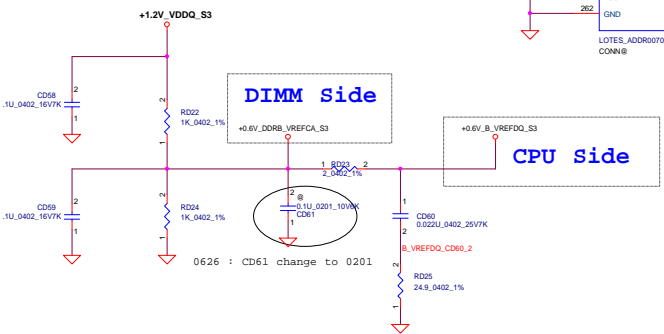 +1.2V_VDDQ_S3
262
GND
LOTES_ADDR0070
CONN@
2
CD58
.1U_0402_16V7K
1
2
RD22
1K_0402_1%
1
DIMM Side
+0.6V_DDRB_VREFCA_S3
+0.6V_B_VREFDQ_S3
CPU Side
1 RD23 2
2_0402_1%
2
CD59
.1U_0402_16V7K
1
2
RD24
1K_0402_1%
1
2
@
0.1U_0201_10V6K
CD61
1
1
CD60
0.022U_0402_25V7K
2
B_VREFDQ_CD60_2
0626 : CD61 change to 0201
2
RD25
24.9_0402_1%
1